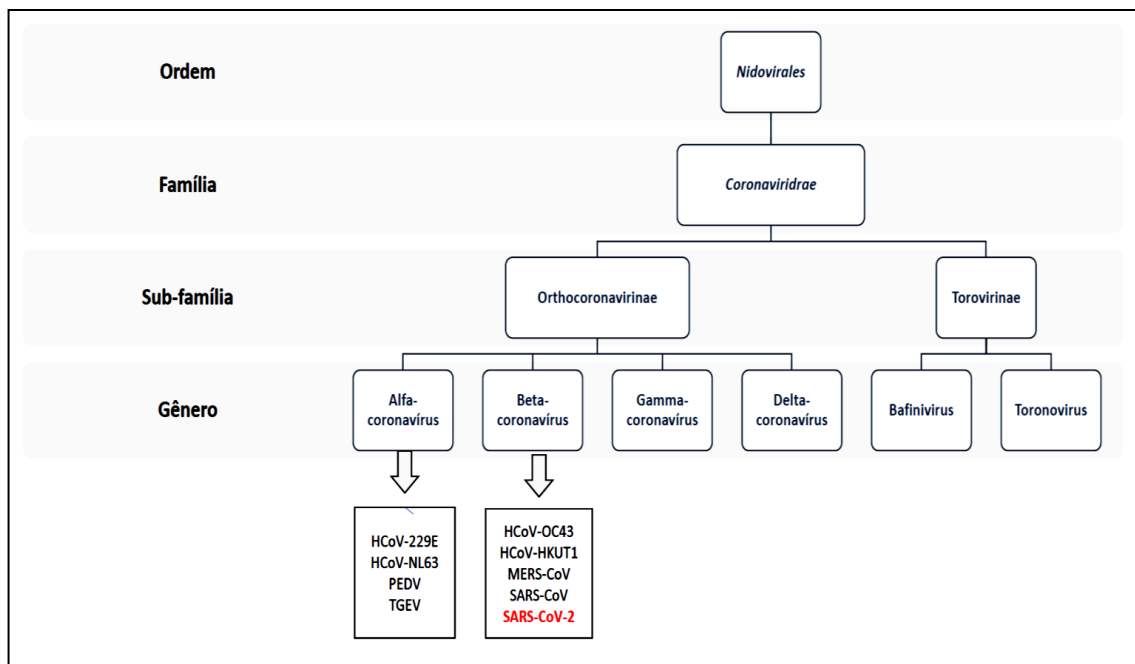 Ordem
Nidovirales
Família
Coronaviridrae
Sub-família
Orthocoronavirinae
Torovirinae
Gênero
Alfa-
coronavírus
Beta-
coronavírus
Gamma-
coronavírus
Delta-
coronavírus
Bafinivirus
Toronovirus
HCoV-229E
HCoV-NL63
PEDV
TGEV
HCoV-OC43
HCoV-HKUT1
MERS-CoV
SARS-CoV
SARS-CoV-2